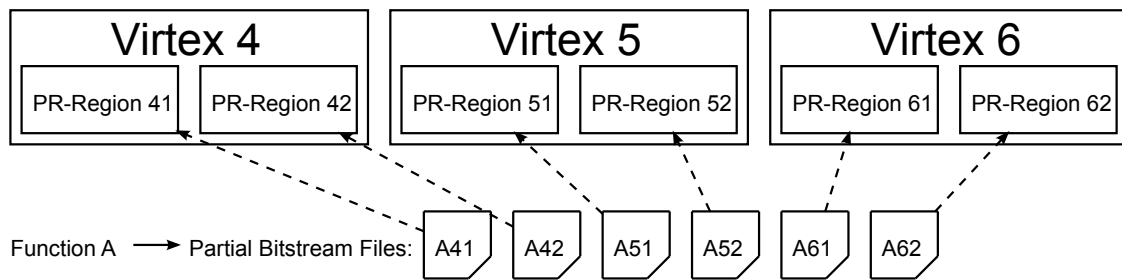 Virtex 4 Virtex 5 Virtex 6
PR-Region 41 PR-Region 42 PR-Region 51 PR-Region 52 PR-Region 61 PR-Region 62
Function A Partial Bitstream Files: A41 A42 A51 A52 A61 A62